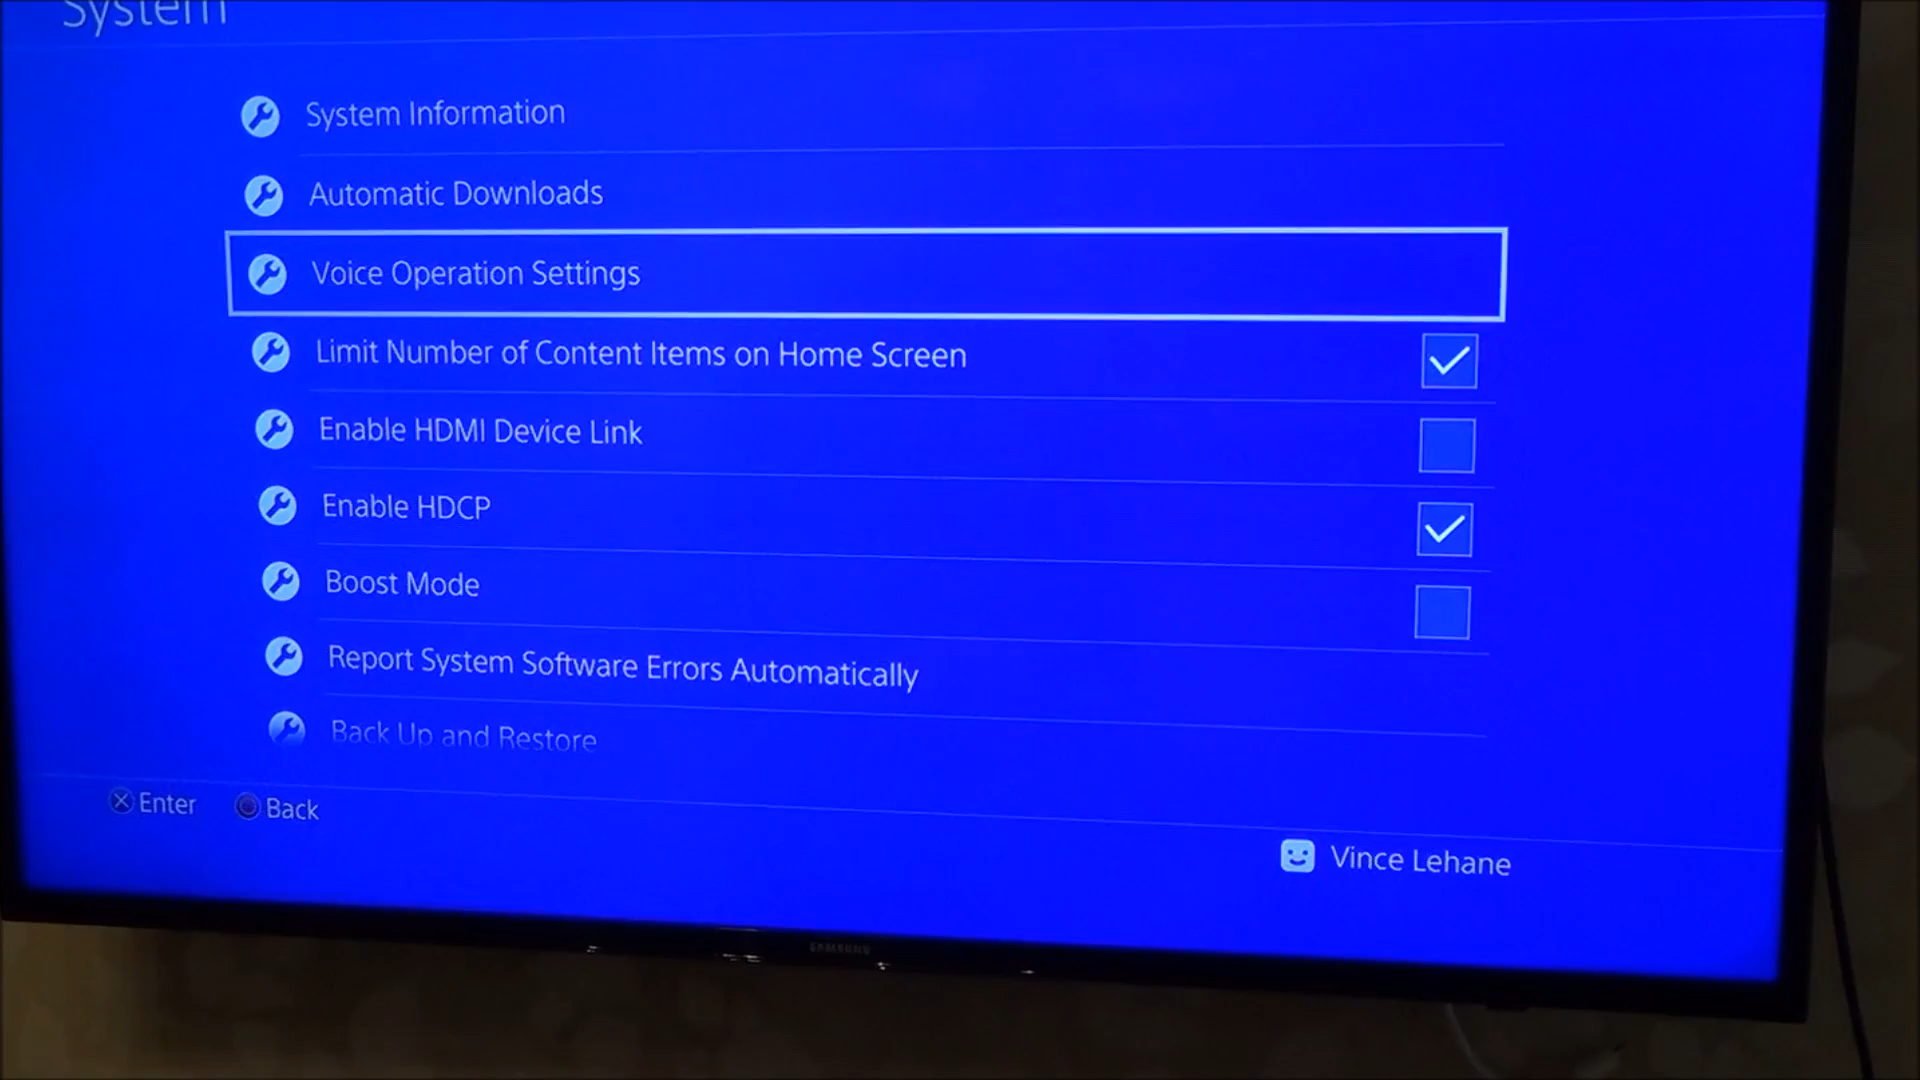 System
System Information
Automatic Downloads
Voice Operation Settings
Limit Number of Content Items on Home Screen
Enable HDMI Device Link
Enable HDCP
Boost Mode
Report System Software Errors Automatically
Back Up and Restore
Enter
Back
Vince Lehane
SAMSUNG